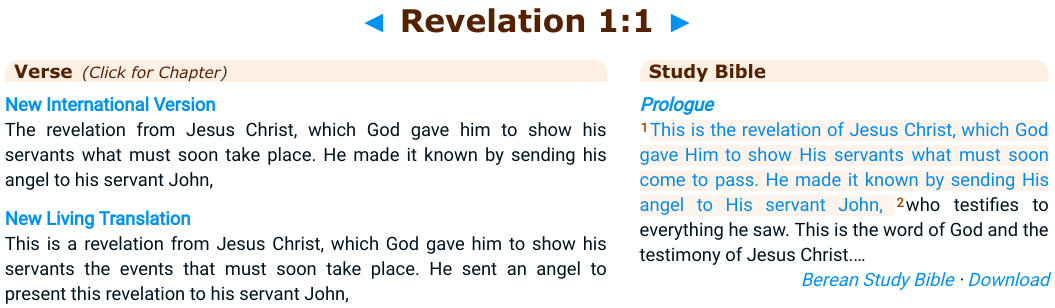 ◄ Revelation 1:1 ►
Verse (Click for Chapter)
New International Version
The revelation from Jesus Christ, which God gave him to show his
servants what must soon take place. He made it known by sending his
angel to his servant John,
New Living Translation
This is a revelation from Jesus Christ, which God gave him to show his
servants the events that must soon take place. He sent an angel to
present this revelation to his servant John,
Study Bible
Prologue
1This is the revelation of Jesus Christ, which God
gave Him to show His servants what must soon
come to pass. He made it known by sending His
angel to His servant John, 2who testifies to
everything he saw. This is the word of God and the
testimony of Jesus Christ.…
Berean Study Bible · Download